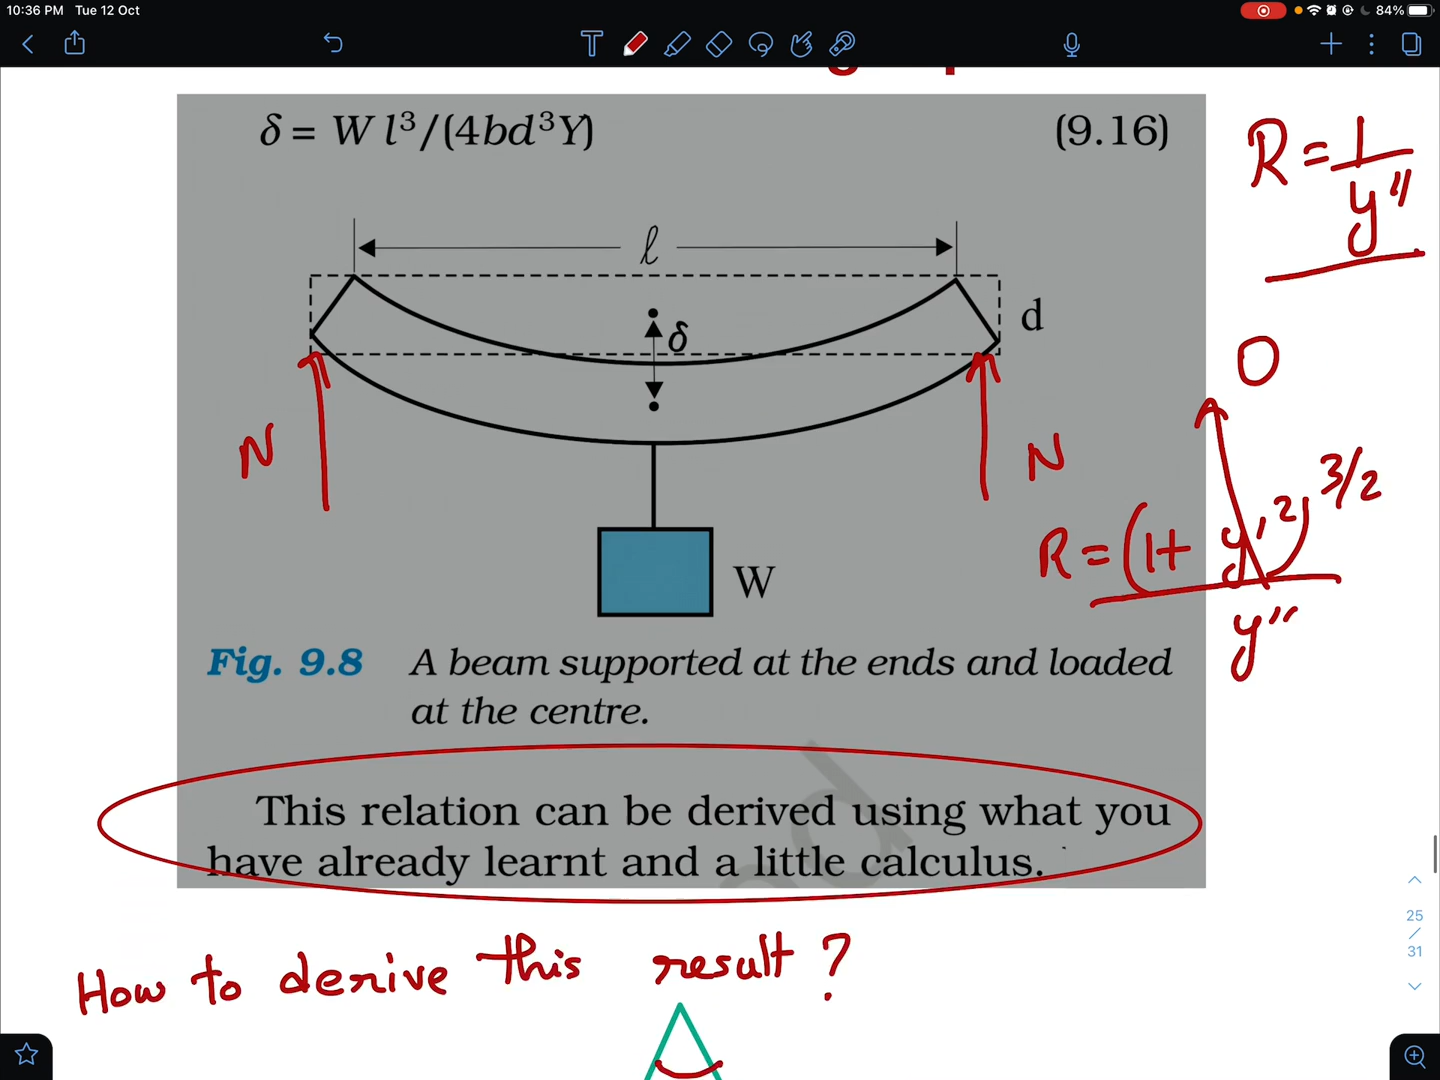 10:36 PM Tue 12 Oct
84%
δ = W l³/(4bd³Y) (9.16)
R = 1/y″
ℓ
d
δ
O
N
N
R = (1 + y′²)^3/2 / y″
W
Fig. 9.8 A beam supported at the ends and loaded
at the centre.
This relation can be derived using what you
have already learnt and a little calculus.
25
/
31
How to derive this result ?